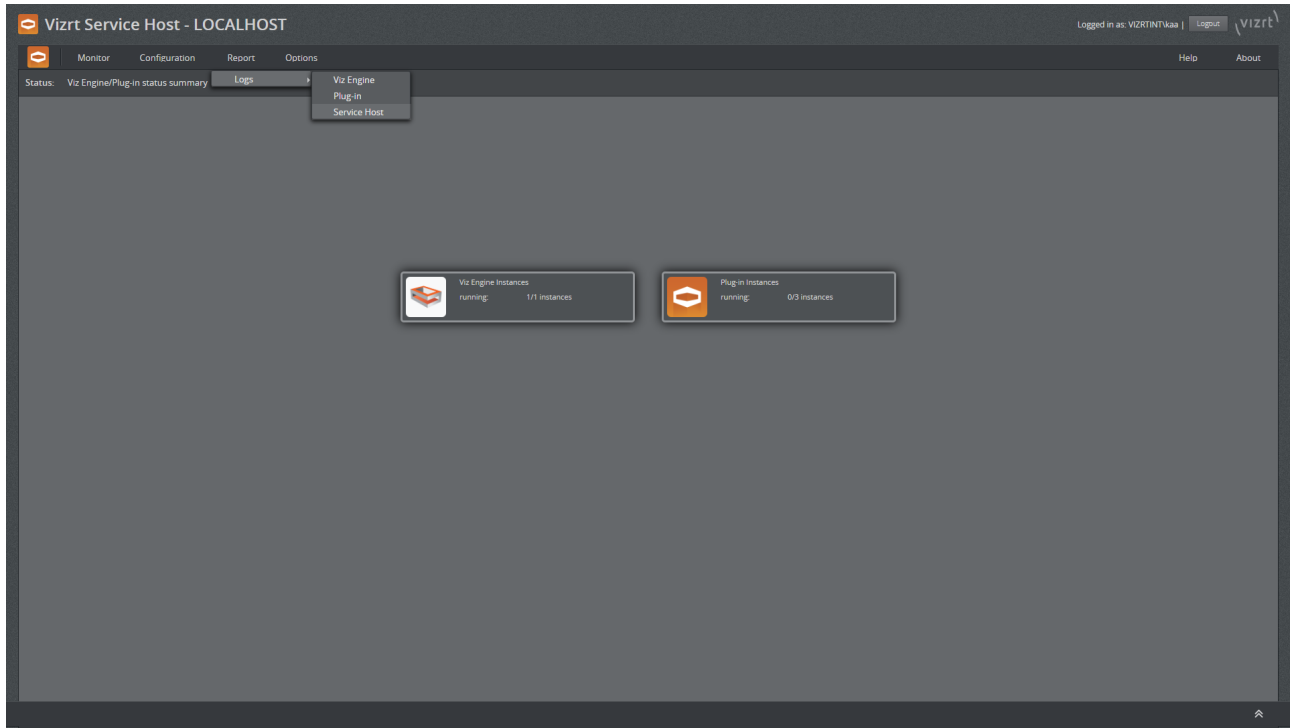 Vizrt Service Host - LOCALHOST
Logged in as: VIZRTINT\kaa | Logout
vizrt
Monitor Configuration Report Options Help About
Status: Viz Engine/Plug-in status summary
Logs
Viz Engine
Plug-in
Service Host
Viz Engine Instances
running: 1/1 instances
Plug-in Instances
running: 0/3 instances